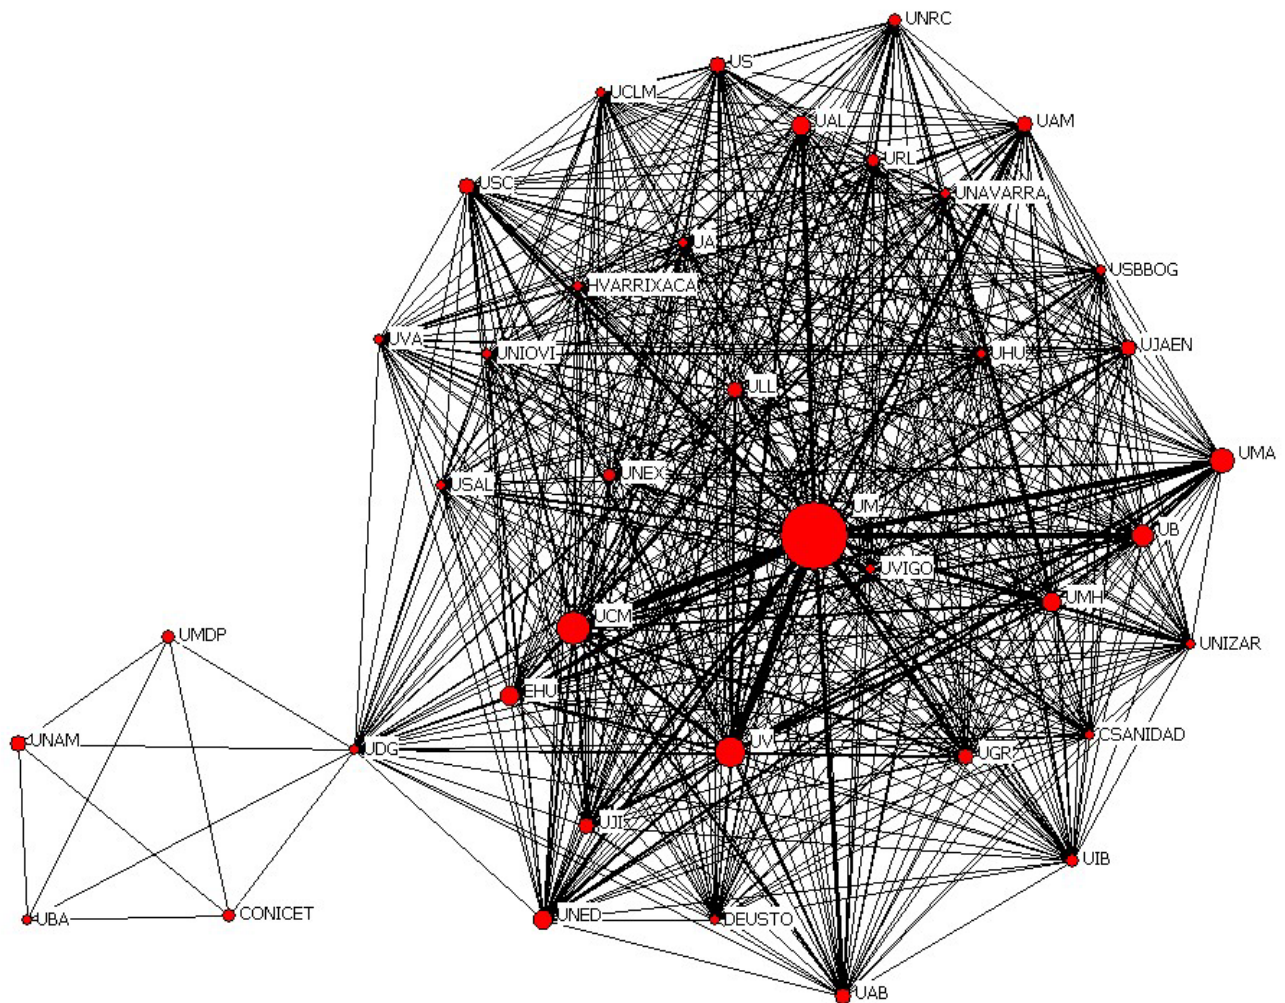 UNRC
US
UCLM
UAL
UAM
URL
USC
UNAVARRA
UA
USBBOG
HVARRIXACA
UVA
UNIOVI
UHU
UJAEN
ULL
UMA
UNEX
USAL
UM
UB
UVIGO
UMH
UCM
UMDP
UNIZAR
EHU
CSANIDAD
UNAM
UDG
UV
UGR
UJI
UIB
CONICET
UBA
UNED
DEUSTO
UAB